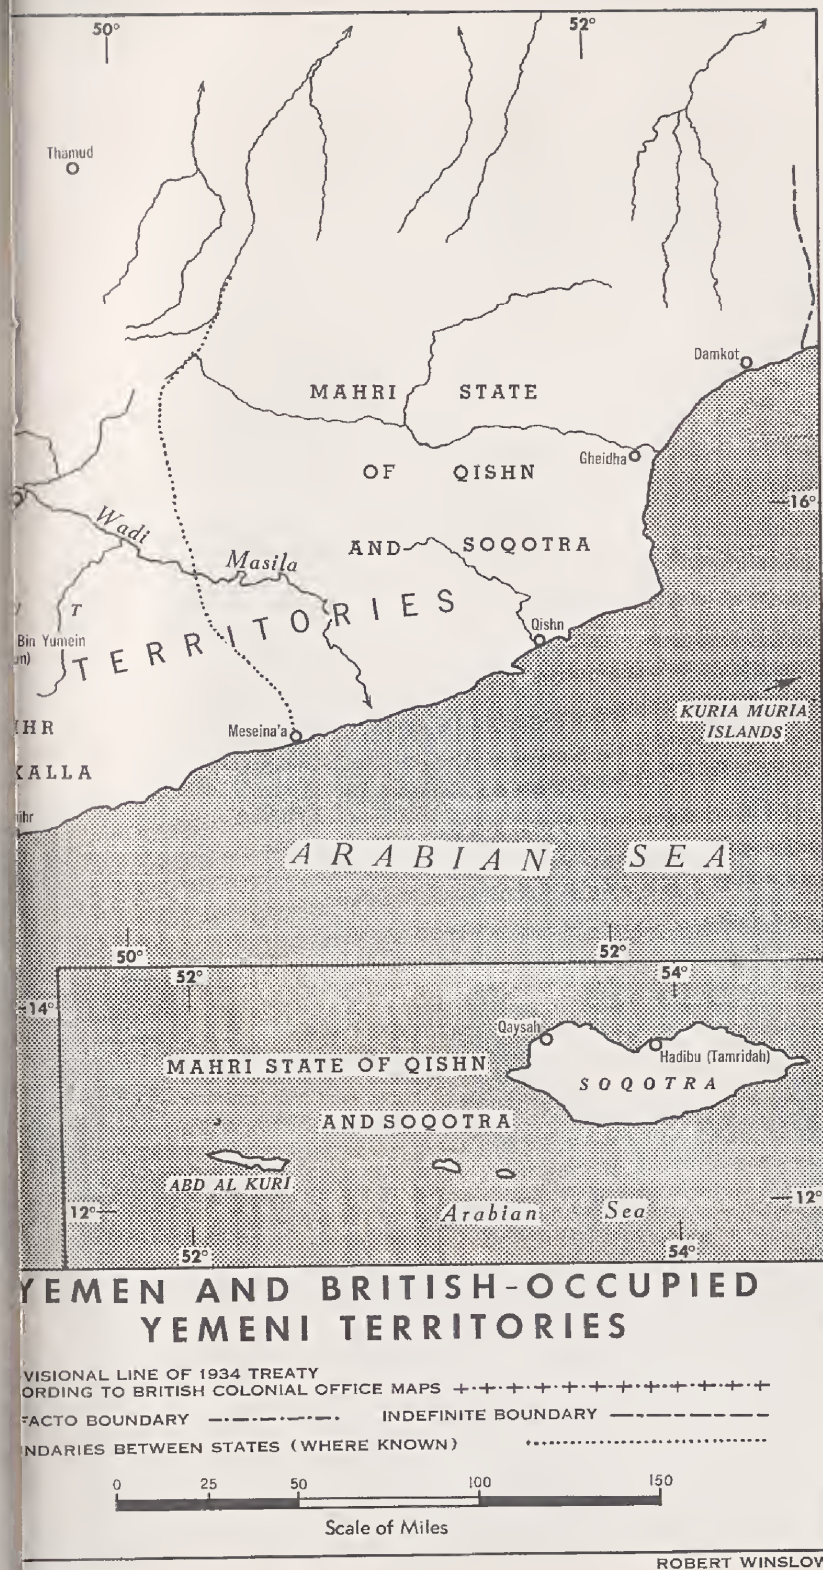 50°
52°
Thamud
Damkot
MAHRI STATE
Gheidha
OF QISHN
16°
Wadi
Masila
AND SOQOTRA
TERRITORIES
T
Bin Yumein
Qishn
KURIA MURIA
ISLANDS
Meseina'a
HR
KALLA
ihr
ARABIAN SEA
50°
52°
52°
54°
14°
Qaysah
Hadibu (Tamridah)
MAHRI STATE OF QISHN
SOQOTRA
AND SOQOTRA
ABD AL KURI
12°
12°
Arabian Sea
52°
54°
YEMEN AND BRITISH-OCCUPIED
YEMENI TERRITORIES
VISIONAL LINE OF 1934 TREATY
ORDING TO BRITISH COLONIAL OFFICE MAPS
FACTO BOUNDARY INDEFINITE BOUNDARY
NDARIES BETWEEN STATES (WHERE KNOWN)
0 25 50 100 150
Scale of Miles
ROBERT WINSLOW